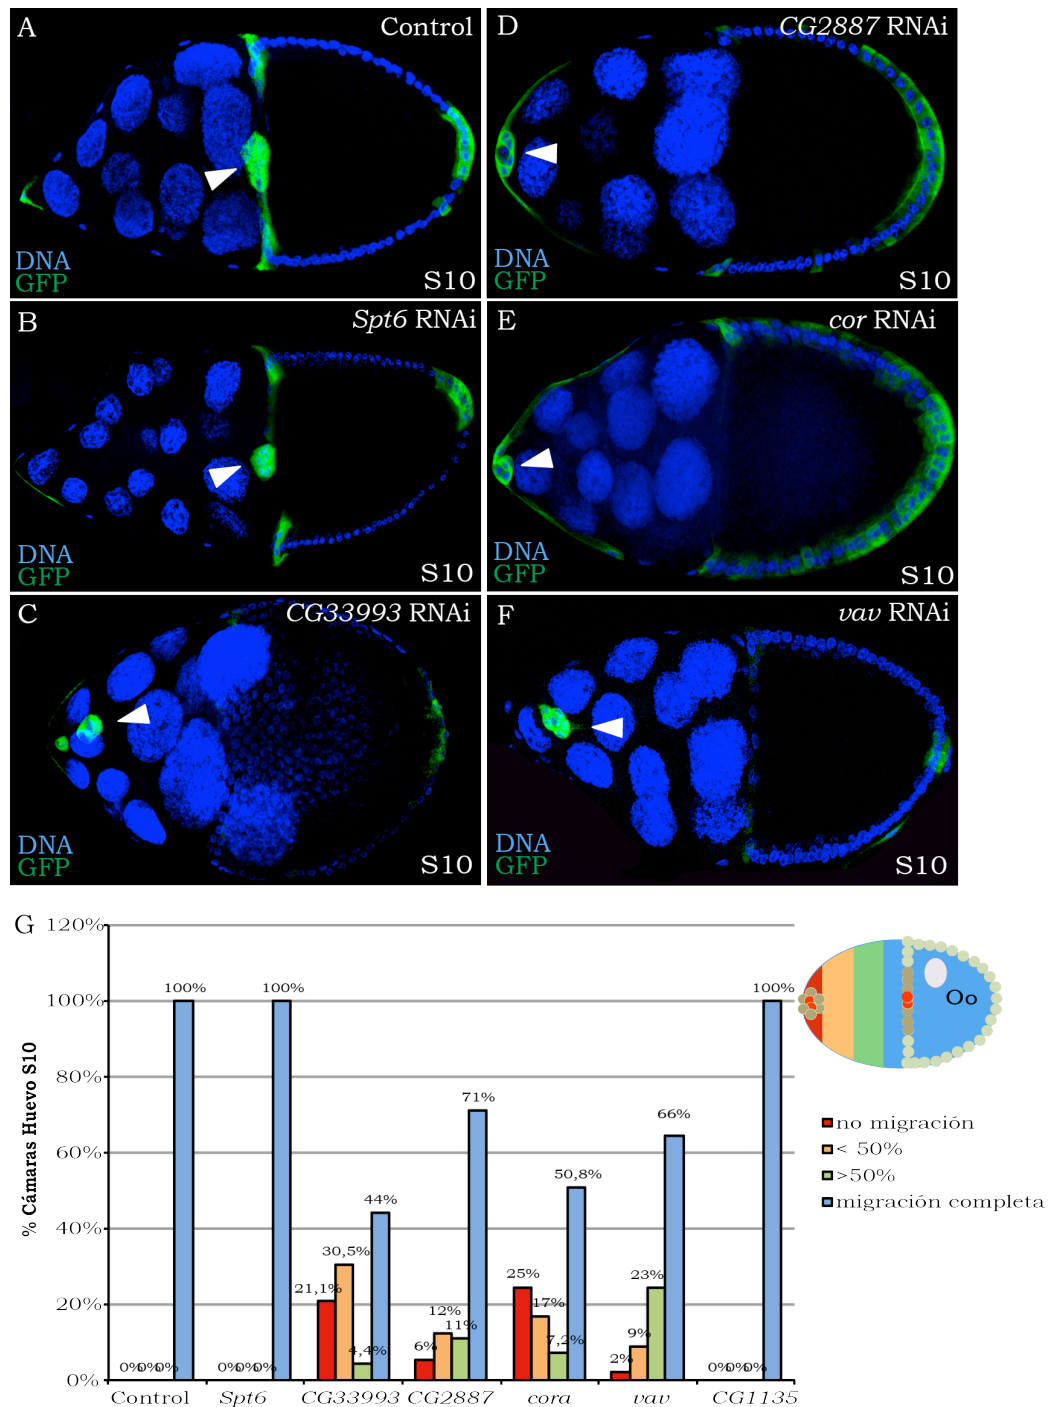 A
Control
DNA
GFP
S10
D
CG2887 RNAi
DNA
GFP
S10
B
Spt6 RNAi
DNA
GFP
S10
E
cor RNAi
DNA
GFP
S10
C
CG33993 RNAi
DNA
GFP
S10
F
vav RNAi
DNA
GFP
S10
G
% Cámaras Huevo S10
120%
100%
80%
60%
40%
20%
0%
0% 0% 0% 100%
0% 0% 0% 100%
21,1% 30,5% 4,4% 44%
6% 12% 11% 71%
25% 17% 7,2% 50,8%
2% 9% 23% 66%
0% 0% 0% 100%
Control Spt6 CG33993 CG2887 cora vav CG1135
Oo
no migración
< 50%
>50%
migración completa